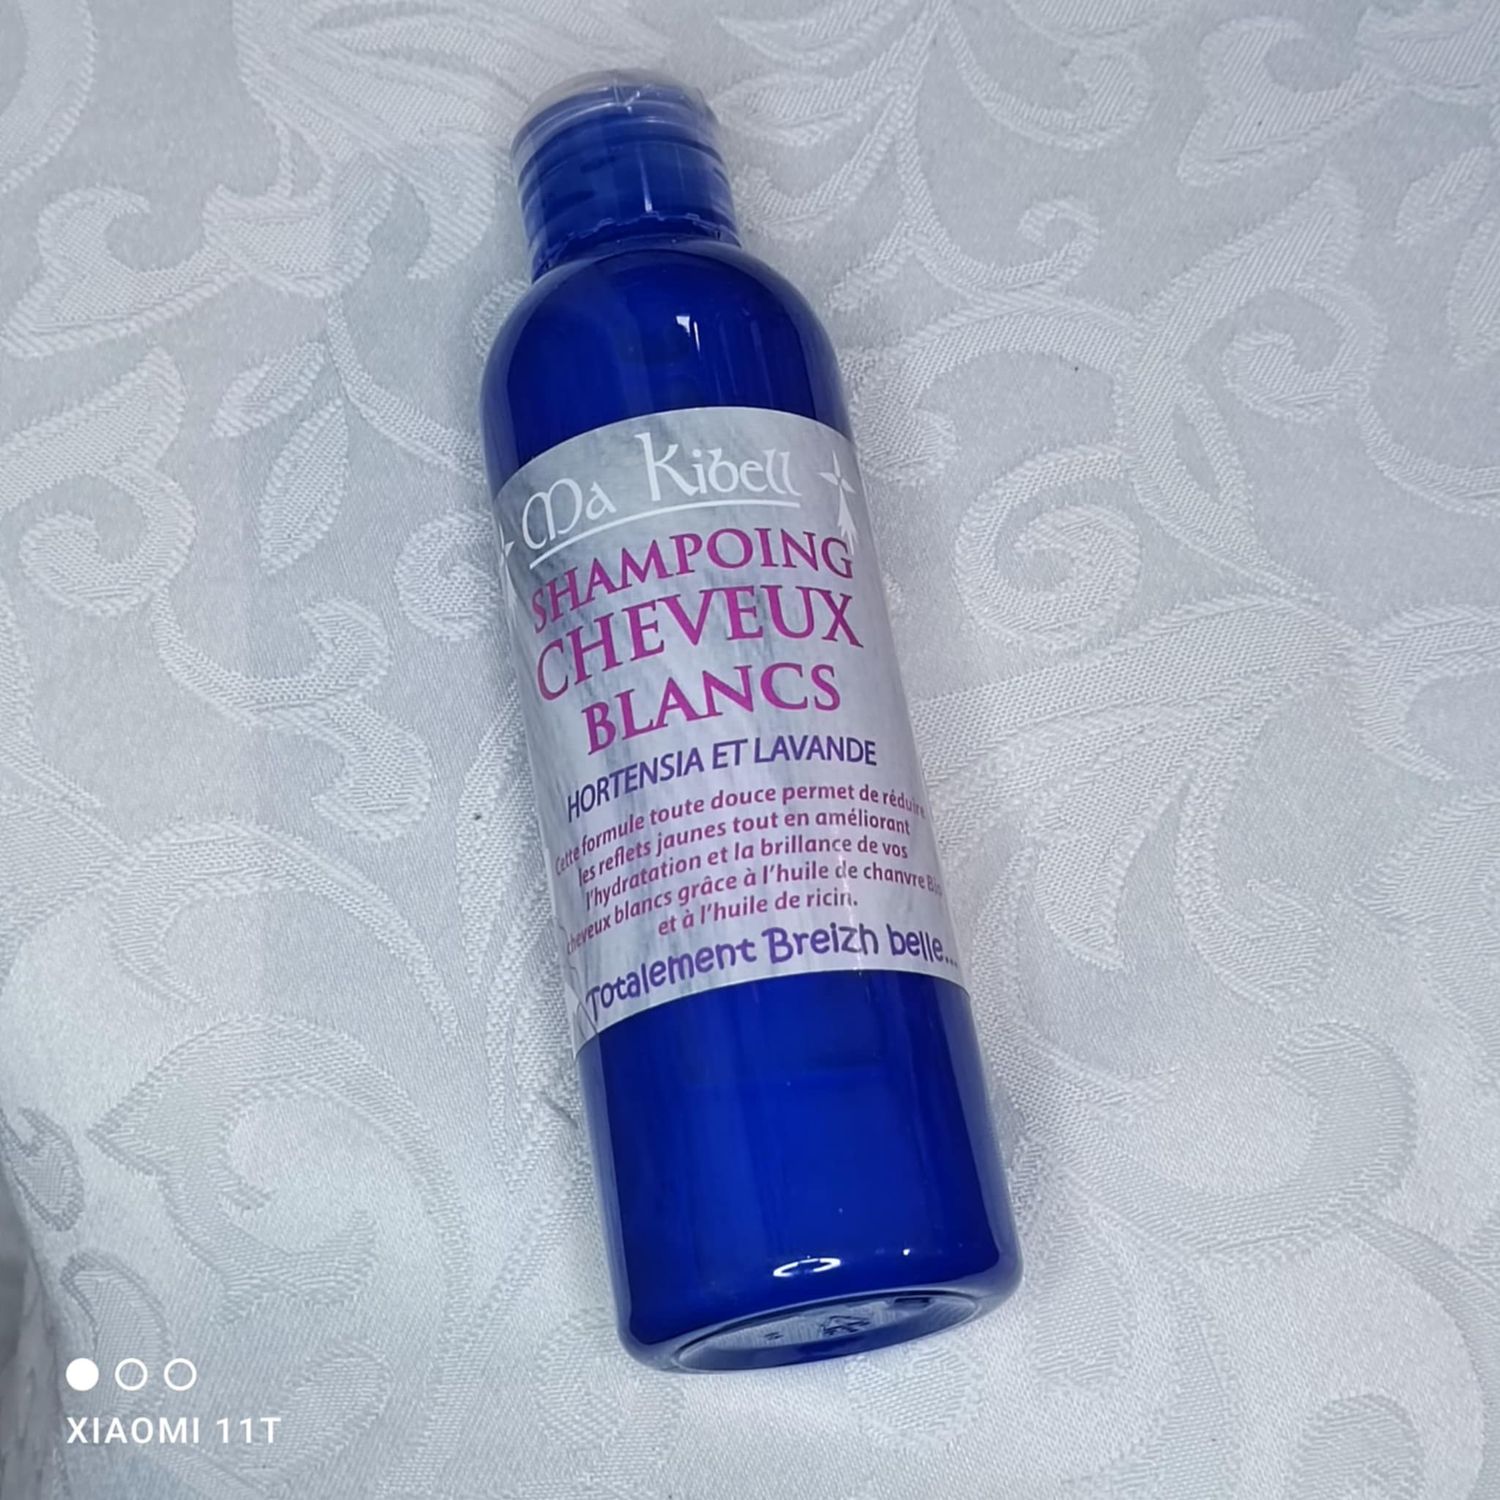 Ma Kibell
SHAMPOING
CHEVEUX
BLANCS
HORTENSIA ET LAVANDE
Cette formule toute douce permet de réduire
les reflets jaunes tout en améliorant
l'hydratation et la brillance de vos
cheveux blancs grâce à l'huile de chanvre Bio
et à l'huile de ricin.
Totalement Breizh belle...
XIAOMI 11T